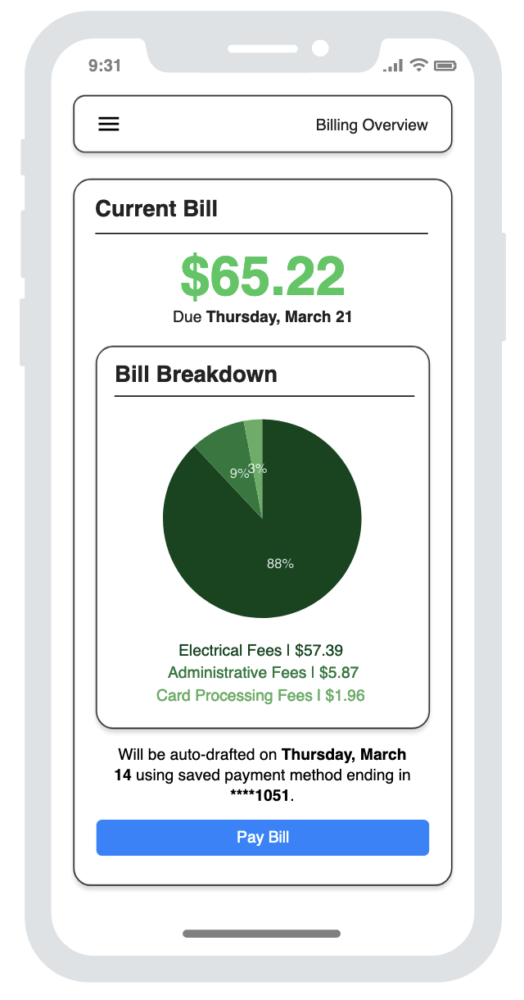 9:31
Billing Overview
Current Bill
$65.22
Due Thursday, March 21
Bill Breakdown
9%
3%
88%
Electrical Fees | $57.39
Administrative Fees | $5.87
Card Processing Fees | $1.96
Will be auto-drafted on Thursday, March
14 using saved payment method ending in
****1051.
Pay Bill